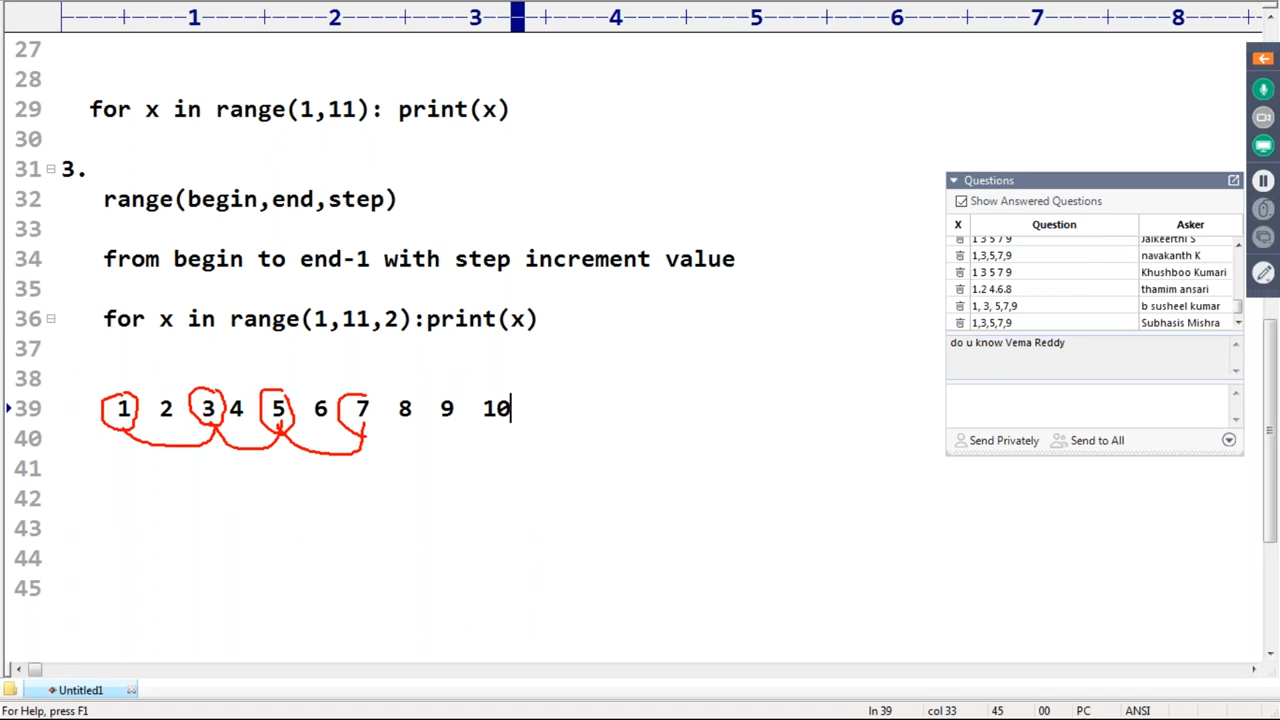 1 2 3 4 5 6 7 8
27
28
29 for x in range(1,11): print(x)
30
31 3.
32 range(begin,end,step)
33
34 from begin to end-1 with step increment value
35
36 for x in range(1,11,2):print(x)
37
38
39 1 2 3 4 5 6 7 8 9 10
40
41
42
43
44
45
Questions
Show Answered Questions
X Question Asker
1 3 5 7 9 Jaikeerthi S
1,3,5,7,9 navakanth K
1 3 5 7 9 Khushboo Kumari
1.2 4.6.8 thamim ansari
1, 3, 5,7,9 b susheel kumar
1,3,5,7,9 Subhasis Mishra
do u know Vema Reddy
Send Privately Send to All
Untitled1
For Help, press F1 ln 39 col 33 45 00 PC ANSI